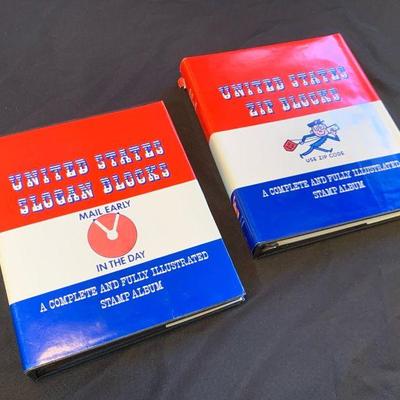 UNITED STATES
SLOGAN BLOCKS
MAIL EARLY
IN THE DAY
A COMPLETE AND FULLY ILLUSTRATED
STAMP ALBUM
UNITED STATES
ZIP BLOCKS
USE ZIP CODE
A COMPLETE AND FULLY ILLUSTRATED
STAMP ALBUM